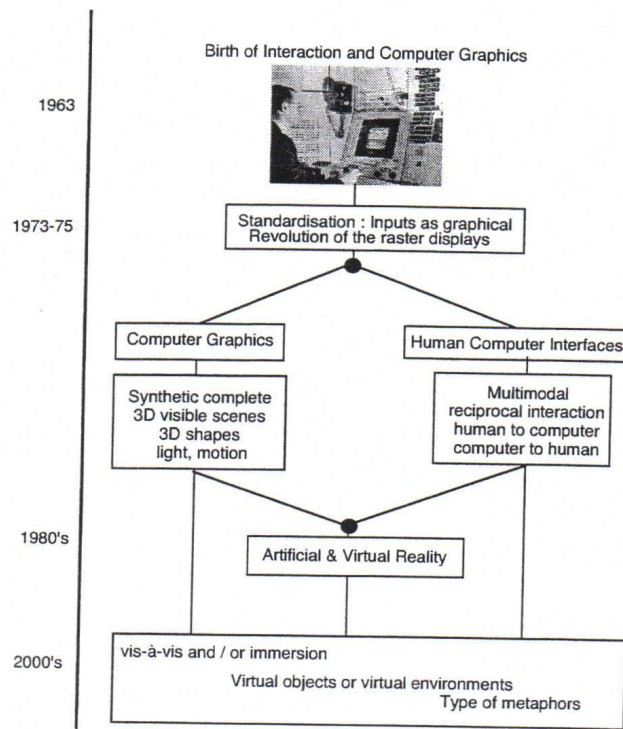 Birth of Interaction and Computer Graphics
1963
1973-75
Standardisation : Inputs as graphical
Revolution of the raster displays
Computer Graphics
Human Computer Interfaces
Synthetic complete
3D visible scenes
3D shapes
light, motion
Multimodal
reciprocal interaction
human to computer
computer to human
1980's
Artificial & Virtual Reality
2000's
vis-à-vis and / or immersion
Virtual objects or virtual environments
Type of metaphors